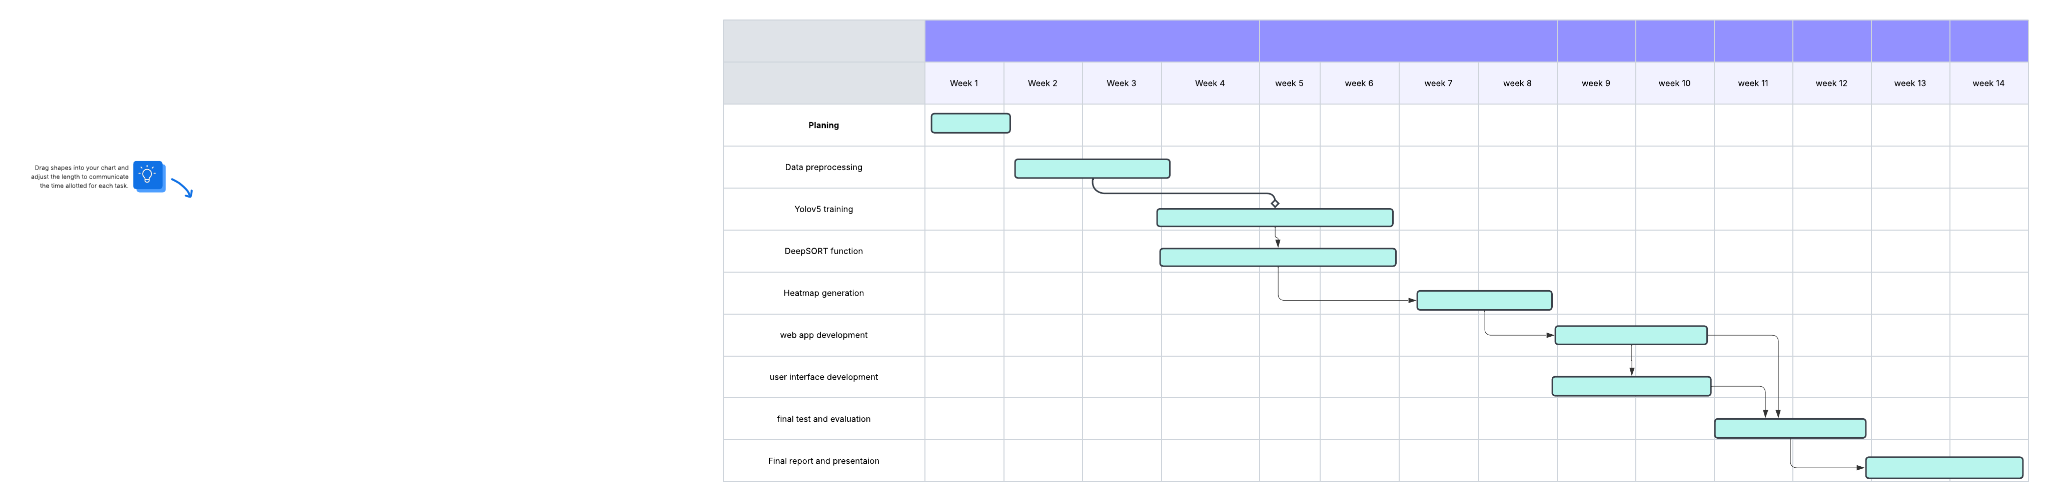 Week 1
Week 2
Week 3
Week 4
week 5
week 6
week 7
week 8
week 9
week 10
week 11
week 12
week 13
week 14
Planing
Drag shapes into your chart and
adjust the length to communicate
the time allotted for each task.
Data preprocessing
Yolov5 training
DeepSORT function
Heatmap generation
web app development
user interface development
final test and evaluation
Final report and presentaion